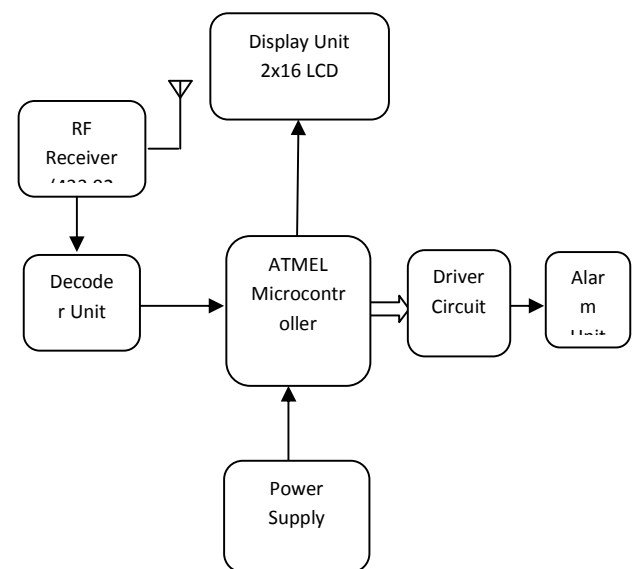 Display Unit
2x16 LCD
RF
Receiver
Decode
r Unit
ATMEL
Microcontr
oller
Driver
Circuit
Alar
m
Power
Supply